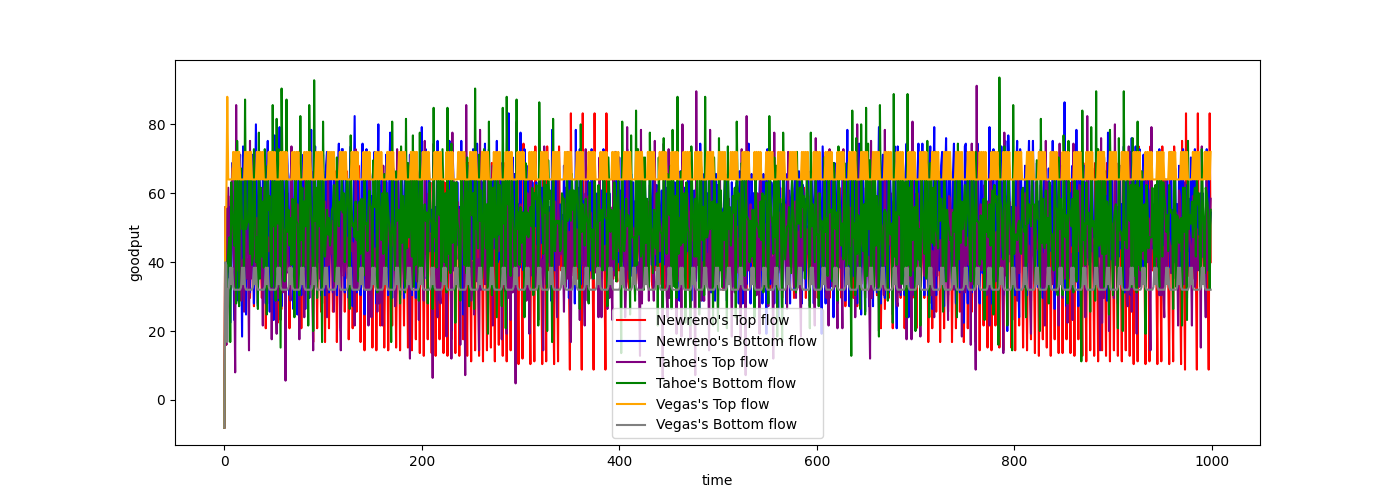 goodput
80
60
40
20
0
Newreno's Top flow
Newreno's Bottom flow
Tahoe's Top flow
Tahoe's Bottom flow
Vegas's Top flow
Vegas's Bottom flow
0 200 400 600 800 1000
time